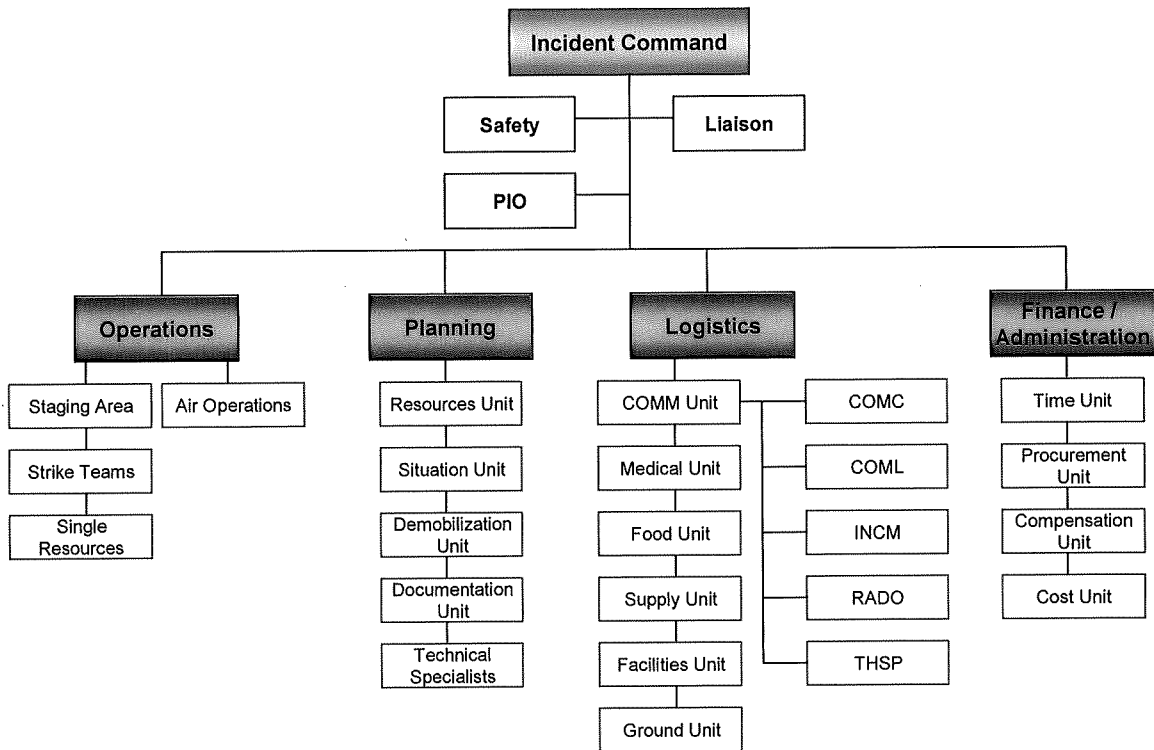 Incident Command
Safety
Liaison
PIO
Operations
Planning
Logistics
Finance /
Administration
Staging Area
Air Operations
Strike Teams
Single
Resources
Resources Unit
Situation Unit
Demobilization
Unit
Documentation
Unit
Technical
Specialists
COMM Unit
Medical Unit
Food Unit
Supply Unit
Facilities Unit
Ground Unit
COMC
COML
INCM
RADO
THSP
Time Unit
Procurement
Unit
Compensation
Unit
Cost Unit